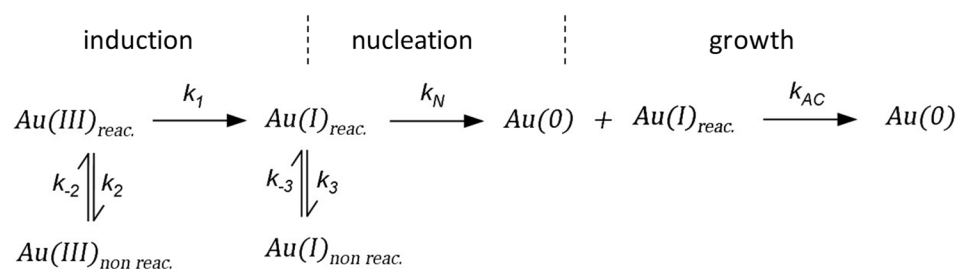 induction nucleation growth
k1 kN kAC
Au(III)reac. Au(I)reac. Au(0) + Au(I)reac. Au(0)
k-2 k2 k-3 k3
Au(III)non reac. Au(I)non reac.